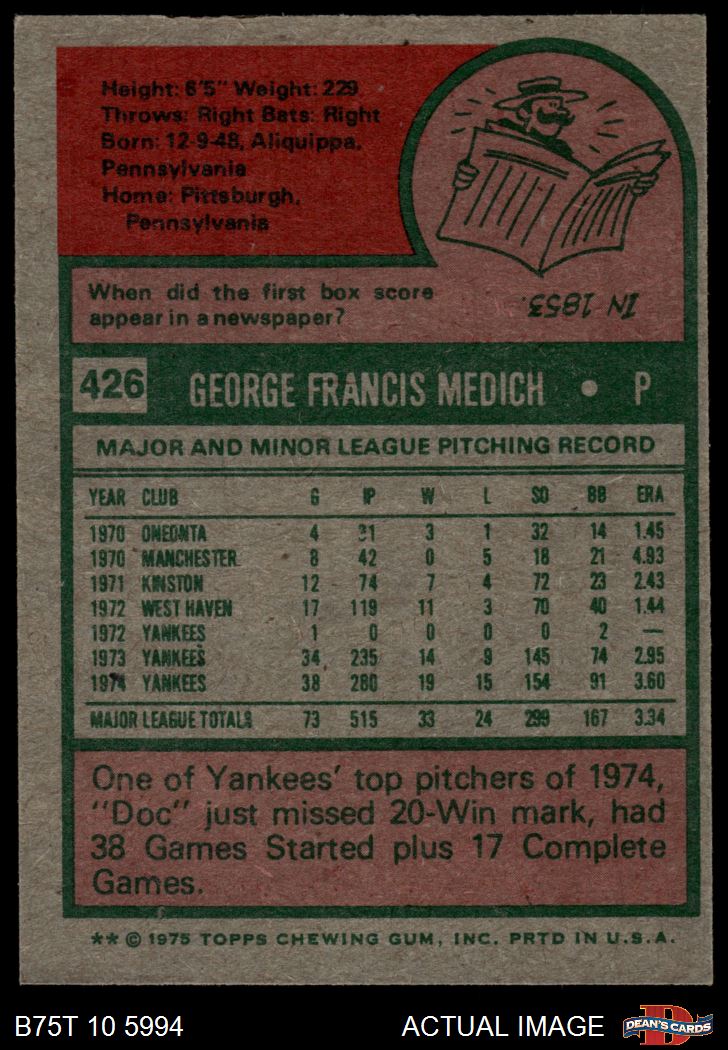 Height: 6'5" Weight: 229
Throws: Right Bats: Right
Born: 12-9-48, Aliquippa,
Pennsylvania
Home: Pittsburgh,
Pennsylvania
When did the first box score
appear in a newspaper?
IN 1853.
426 GEORGE FRANCIS MEDICH • P
MAJOR AND MINOR LEAGUE PITCHING RECORD
YEAR CLUB G IP W L SO BB ERA
1970 ONEONTA 4 31 3 1 32 14 1.45
1970 MANCHESTER 8 42 0 5 18 21 4.93
1971 KINSTON 12 74 7 4 72 23 2.43
1972 WEST HAVEN 17 119 11 3 70 40 1.44
1972 YANKEES 1 0 0 0 0 2 —
1973 YANKEES 34 235 14 9 145 74 2.95
1974 YANKEES 38 280 19 15 154 91 3.60
MAJOR LEAGUE TOTALS 73 515 33 24 299 167 3.34
One of Yankees' top pitchers of 1974,
"Doc" just missed 20-Win mark, had
38 Games Started plus 17 Complete
Games.
** © 1975 TOPPS CHEWING GUM, INC. PRTD IN U.S.A.
B75T 10 5994 ACTUAL IMAGE
D
DEAN'S CARDS